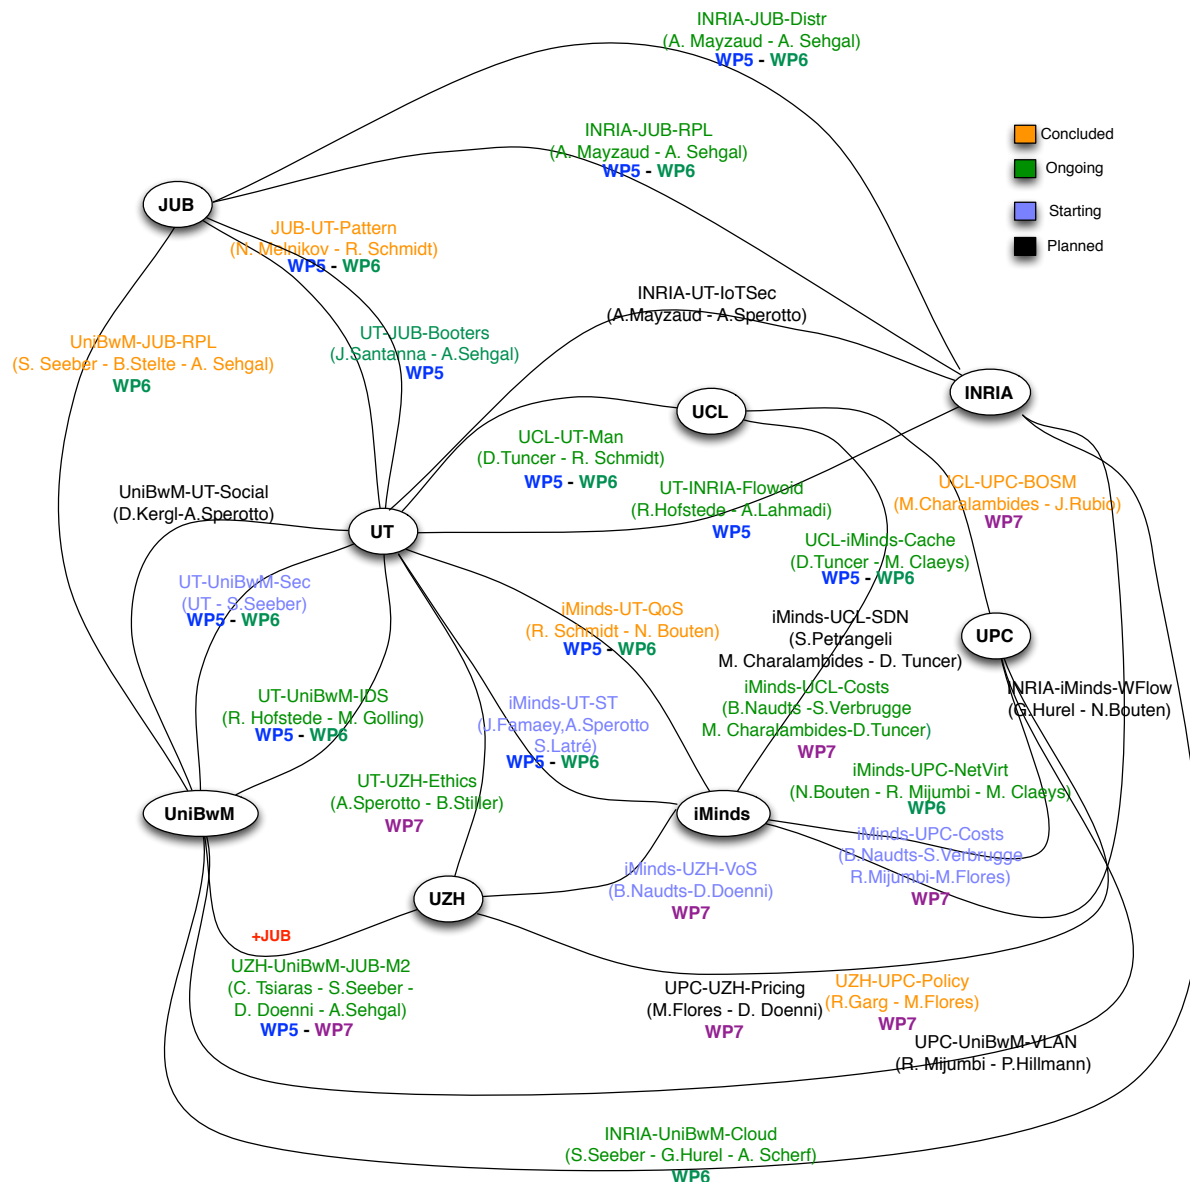 INRIA-JUB-Distr
(A. Mayzaud - A. Sehgal)
WP5 - WP6
INRIA-JUB-RPL
(A. Mayzaud - A. Sehgal)
WP5 - WP6
Concluded
Ongoing
Starting
Planned
JUB
JUB-UT-Pattern
(N. Melnikov - R. Schmidt)
WP5 - WP6
INRIA-UT-IoTSec
(A.Mayzaud - A.Sperotto)
UniBwM-JUB-RPL
(S. Seeber - B.Stelte - A. Sehgal)
WP6
UT-JUB-Booters
(J.Santanna - A.Sehgal)
WP5
INRIA
UCL
UCL-UT-Man
(D.Tuncer - R. Schmidt)
WP5 - WP6
UT-INRIA-Flowoid
(R.Hofstede - A.Lahmadi)
WP5
UCL-UPC-BOSM
(M.Charalambides - J.Rubio)
WP7
UniBwM-UT-Social
(D.Kergl-A.Sperotto)
UT
UCL-iMinds-Cache
(D.Tuncer - M. Claeys)
WP5 - WP6
UT-UniBwM-Sec
(UT - S.Seeber)
WP5 - WP6
iMinds-UT-QoS
(R. Schmidt - N. Bouten)
WP5 - WP6
iMinds-UCL-SDN
(S.Petrangeli
M. Charalambides - D. Tuncer)
UPC
INRIA-iMinds-WFlow
(G.Hurel - N.Bouten)
UT-UniBwM-IDS
(R. Hofstede - M. Golling)
WP5 - WP6
iMinds-UT-ST
(J.Famaey,A.Sperotto
S.Latré)
WP5 - WP6
iMinds-UCL-Costs
(B.Naudts -S.Verbrugge
M. Charalambides-D.Tuncer)
WP7
UT-UZH-Ethics
(A.Sperotto - B.Stiller)
WP7
iMinds-UPC-NetVirt
(N.Bouten - R. Mijumbi - M. Claeys)
WP6
UniBwM
iMinds
iMinds-UPC-Costs
(B.Naudts-S.Verbrugge
R.Mijumbi-M.Flores)
WP7
iMinds-UZH-VoS
(B.Naudts-D.Doenni)
WP7
UZH
+JUB
UZH-UniBwM-JUB-M2
(C. Tsiaras - S.Seeber -
D. Doenni - A.Sehgal)
WP5 - WP7
UPC-UZH-Pricing
(M.Flores - D. Doenni)
WP7
UZH-UPC-Policy
(R.Garg - M.Flores)
WP7
UPC-UniBwM-VLAN
(R. Mijumbi - P.Hillmann)
INRIA-UniBwM-Cloud
(S.Seeber - G.Hurel - A. Scherf)
WP6